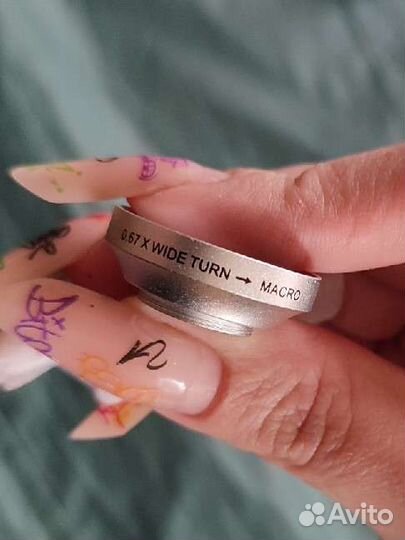 0.67 X WIDE TURN → MACRO
Avito